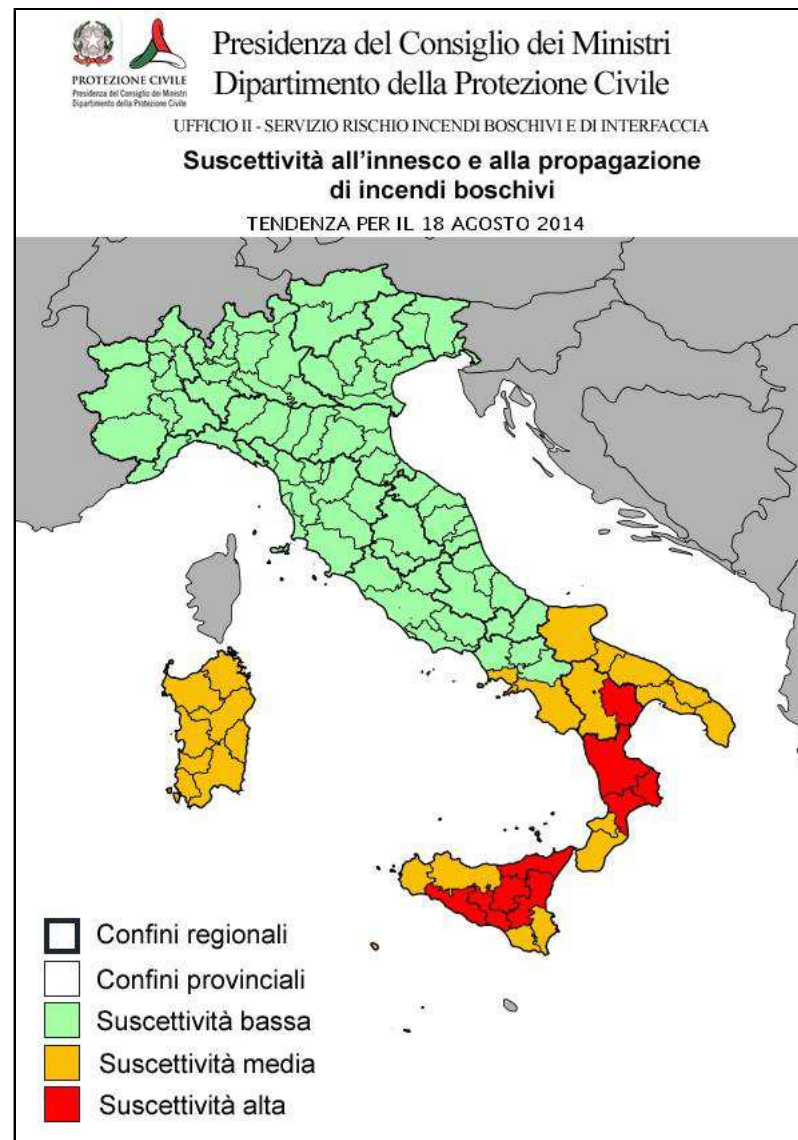 PROTEZIONE CIVILE
Presidenza del Consiglio dei Ministri
Dipartimento della Protezione Civile
Presidenza del Consiglio dei Ministri
Dipartimento della Protezione Civile
UFFICIO II - SERVIZIO RISCHIO INCENDI BOSCHIVI E DI INTERFACCIA
Suscettività all'innesco e alla propagazione
di incendi boschivi
TENDENZA PER IL 18 AGOSTO 2014
Confini regionali
Confini provinciali
Suscettività bassa
Suscettività media
Suscettività alta